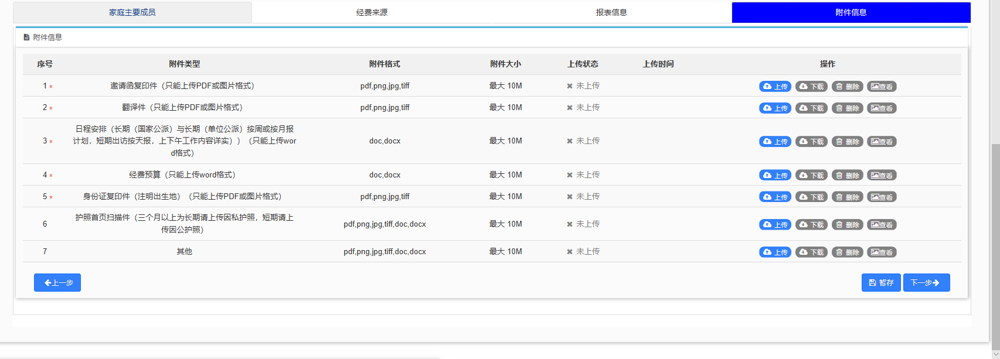 家庭主要成员 经费来源 报表信息 附件信息
附件信息
序号 附件类型 附件格式 附件大小 上传状态 上传时间 操作
1 * 邀请函复印件（只能上传PDF或图片格式） pdf,png,jpg,tiff 最大 10M ✖ 未上传 上传 下载 删除 查看
2 * 翻译件（只能上传PDF或图片格式） pdf,png,jpg,tiff 最大 10M ✖ 未上传 上传 下载 删除 查看
日程安排（长期（国家公派）与长期（单位公派）按周或按月报
3 * 计划，短期出访按天报，上下午工作内容详实））（只能上传wor doc,docx 最大 10M ✖ 未上传 上传 下载 删除 查看
d格式）
4 * 经费预算（只能上传word格式） doc,docx 最大 10M ✖ 未上传 上传 下载 删除 查看
5 * 身份证复印件（注明出生地）（只能上传PDF或图片格式） pdf,png,jpg,tiff 最大 10M ✖ 未上传 上传 下载 删除 查看
护照首页扫描件（三个月以上为长期请上传因私护照，短期请上
6 传因公护照） pdf,png,jpg,tiff,doc,docx 最大 10M ✖ 未上传 上传 下载 删除 查看
7 其他 pdf,png,jpg,tiff,doc,docx 最大 10M ✖ 未上传 上传 下载 删除 查看
上一步 暂存 下一步